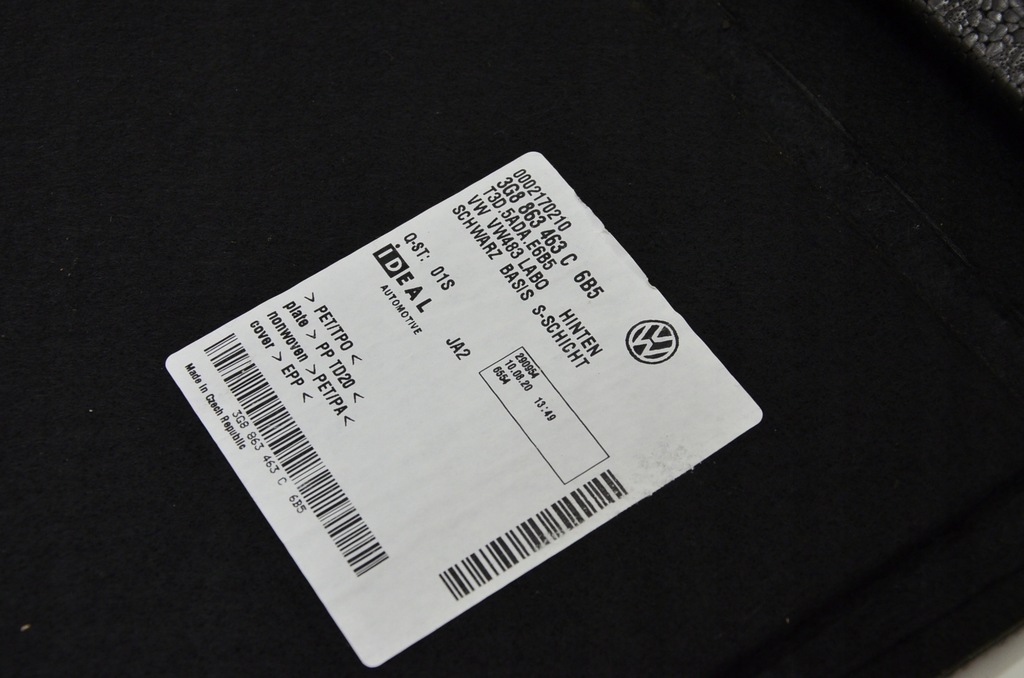 0002170210
3G8 863 463 C 6B5
T3D.5ADA.E6B5
VW VW483 LABO HINTEN
SCHWARZ BASIS S-SCHICHT
Q-ST: 01S
iDEAL
AUTOMOTIVE
JA2
290954
10.08.20 13:49
6554
> PET/TPO <
plate > PP TD20 <
nonwoven >PET/PA<
cover > EPP <
3G8 863 463 C 6B5
Made in Czech Republic